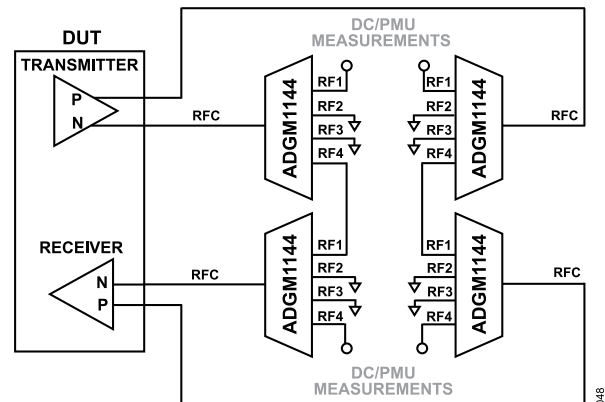 DC/PMU
MEASUREMENTS
DUT
TRANSMITTER
P
N
RFC
ADGM1144
RF1
RF2
RF3
RF4
RF1
RF2
RF3
RF4
ADGM1144
RFC
RECEIVER
N
P
RFC
ADGM1144
RF1
RF2
RF3
RF4
RF1
RF2
RF3
RF4
ADGM1144
RFC
DC/PMU
MEASUREMENTS
048